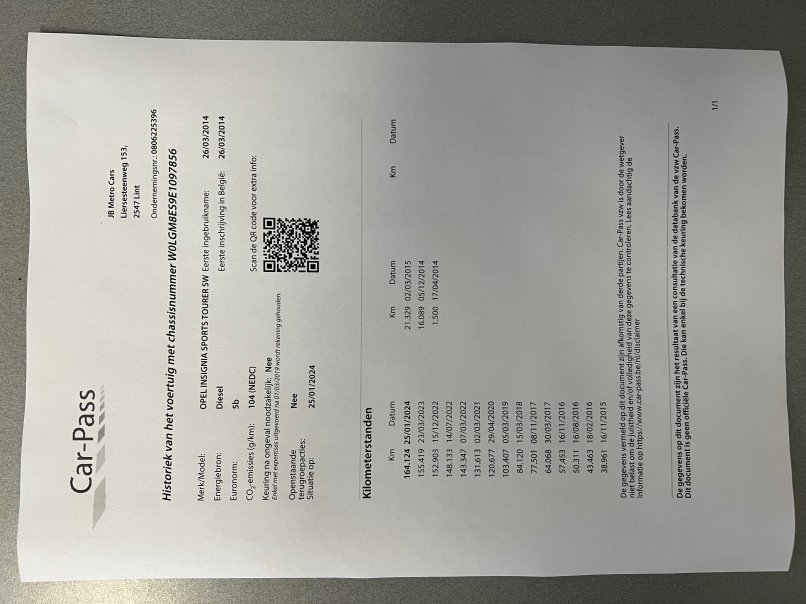 Car-Pass
JB Metro Cars
Liersesteenweg 153,
2547 Lint
Ondernemingsnr.: 0806225396
Historiek van het voertuig met chassisnummer W0LGM8ES9E1097856
Merk/Model: OPEL INSIGNIA SPORTS TOURER SW Eerste ingebruikname: 26/03/2014
Energiebron: Diesel Eerste inschrijving in België: 26/03/2014
Euronorm: 5b
CO2-emissies (g/km): 104 (NEDC) Scan de QR code voor extra info:
Keuring na ongeval noodzakelijk: Nee
Enkel met expertises uitgevoerd na 01/03/2019 wordt rekening gehouden.
Openstaande Nee
terugroepacties:
Situatie op: 25/01/2024
Kilometerstanden
Km Datum Km Datum Km Datum
164.124 25/01/2024 21.329 02/03/2015
155.419 23/03/2023 16.089 05/12/2014
152.903 15/12/2022 1.500 17/04/2014
148.133 14/07/2022
143.347 07/03/2022
131.613 02/03/2021
120.677 29/04/2020
103.407 05/03/2019
84.120 15/03/2018
77.501 08/11/2017
64.068 30/03/2017
57.453 16/11/2016
50.311 16/08/2016
43.463 18/02/2016
38.961 16/11/2015
De gegevens vermeld op dit document zijn afkomstig van derde partijen. Car-Pass vzw is door de wetgever
niet belast om de juistheid en/of volledigheid van deze gegevens te controleren. Lees aandachtig de
informatie op https://www.car-pass.be/nl/disclaimer
De gegevens op dit document zijn het resultaat van een consultatie van de databank van de vzw Car-Pass.
Dit document is geen officiële Car-Pass. Die kan enkel bij de technische keuring bekomen worden.
1/1